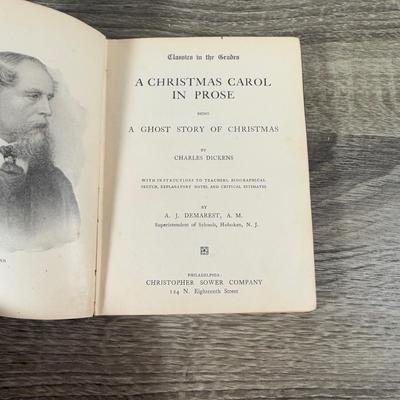 Classics in the Grades
A CHRISTMAS CAROL
IN PROSE
BEING
A GHOST STORY OF CHRISTMAS
BY
CHARLES DICKENS
WITH INSTRUCTIONS TO TEACHERS, BIOGRAPHICAL
SKETCH, EXPLANATORY NOTES, AND CRITICAL ESTIMATES
BY
A. J. DEMAREST, A. M.
Superintendent of Schools, Hoboken, N. J.
PHILADELPHIA:
CHRISTOPHER SOWER COMPANY
124 N. Eighteenth Street